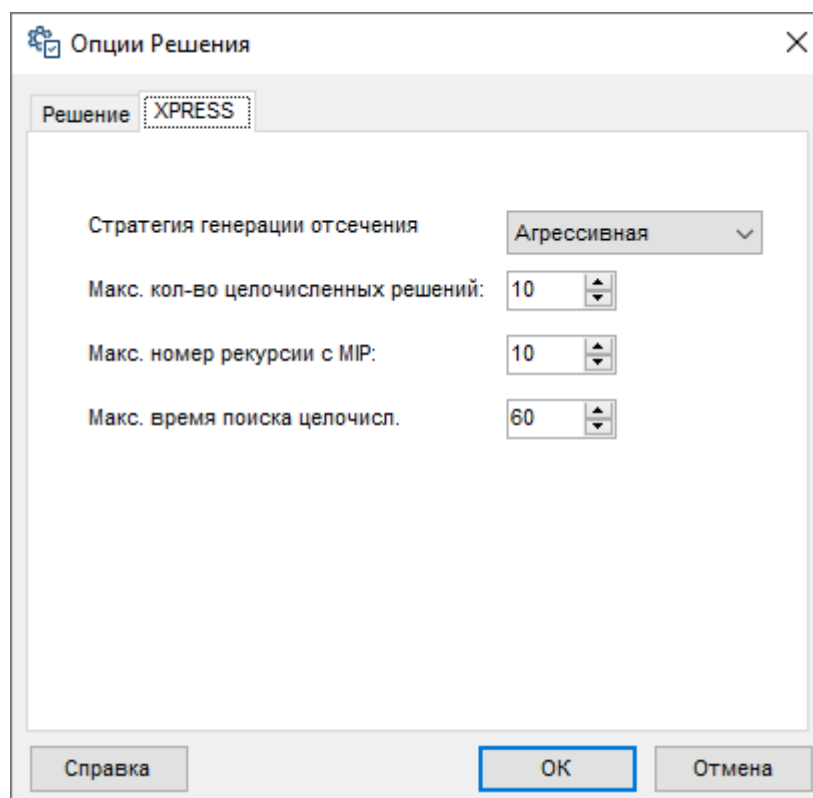 Опции Решения
Решение XPRESS
Стратегия генерации отсечения Агрессивная
Макс. кол-во целочисленных решений: 10
Макс. номер рекурсии с MIP: 10
Макс. время поиска целочисл. 60
Справка OK Отмена